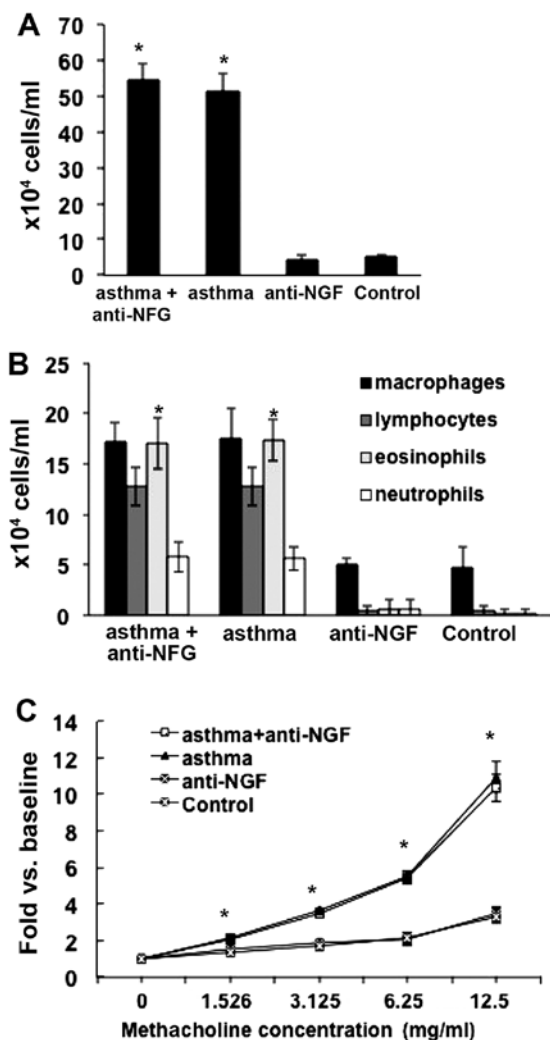 A
x10⁴ cells/ml
70
60
50
40
30
20
10
0
*
*
asthma +
anti-NFG
asthma
anti-NGF
Control
B
x10⁴ cells/ml
25
20
15
10
5
0
*
*
macrophages
lymphocytes
eosinophils
neutrophils
asthma +
anti-NFG
asthma
anti-NGF
Control
C
Fold vs. baseline
14
12
10
8
6
4
2
0
asthma+anti-NGF
asthma
anti-NGF
Control
*
*
*
*
0
1.526
3.125
6.25
12.5
Methacholine concentration (mg/ml)